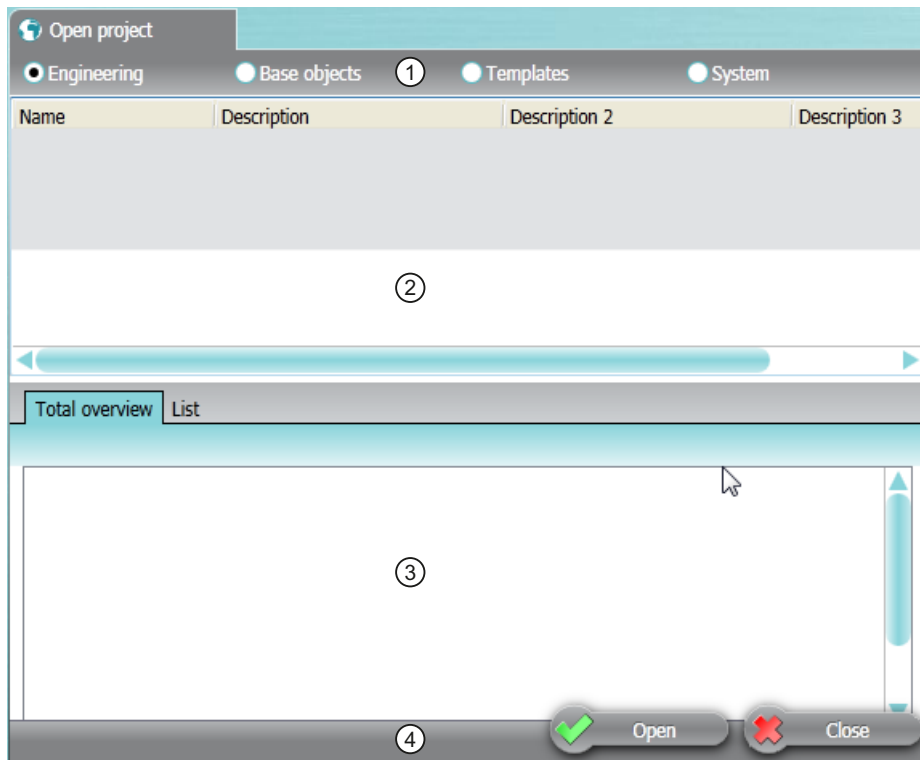 Open project
Engineering Base objects ① Templates System
Name Description Description 2 Description 3
②
Total overview List
③
④ Open Close